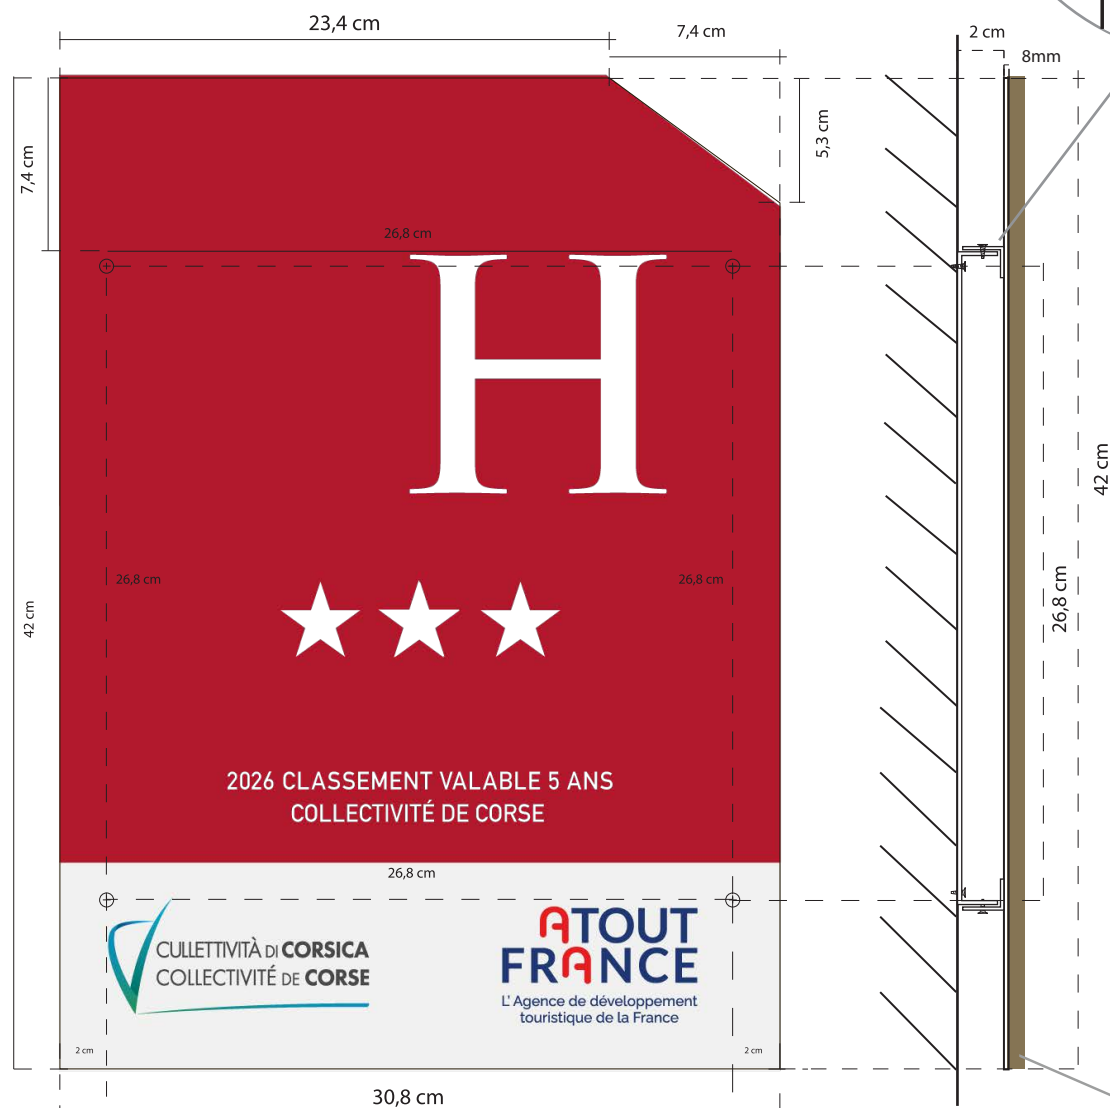 23,4 cm
7,4 cm
2 cm
8mm
7,4 cm
5,3 cm
26,8 cm
H
26,8 cm
26,8 cm
42 cm
42 cm
26,8 cm
2026 CLASSEMENT VALABLE 5 ANS
COLLECTIVITÉ DE CORSE
26,8 cm
CULLETTIVITÀ DI CORSICA
COLLECTIVITÉ DE CORSE
ATOUT
FRANCE
L'Agence de développement
touristique de la France
2 cm
2 cm
30,8 cm